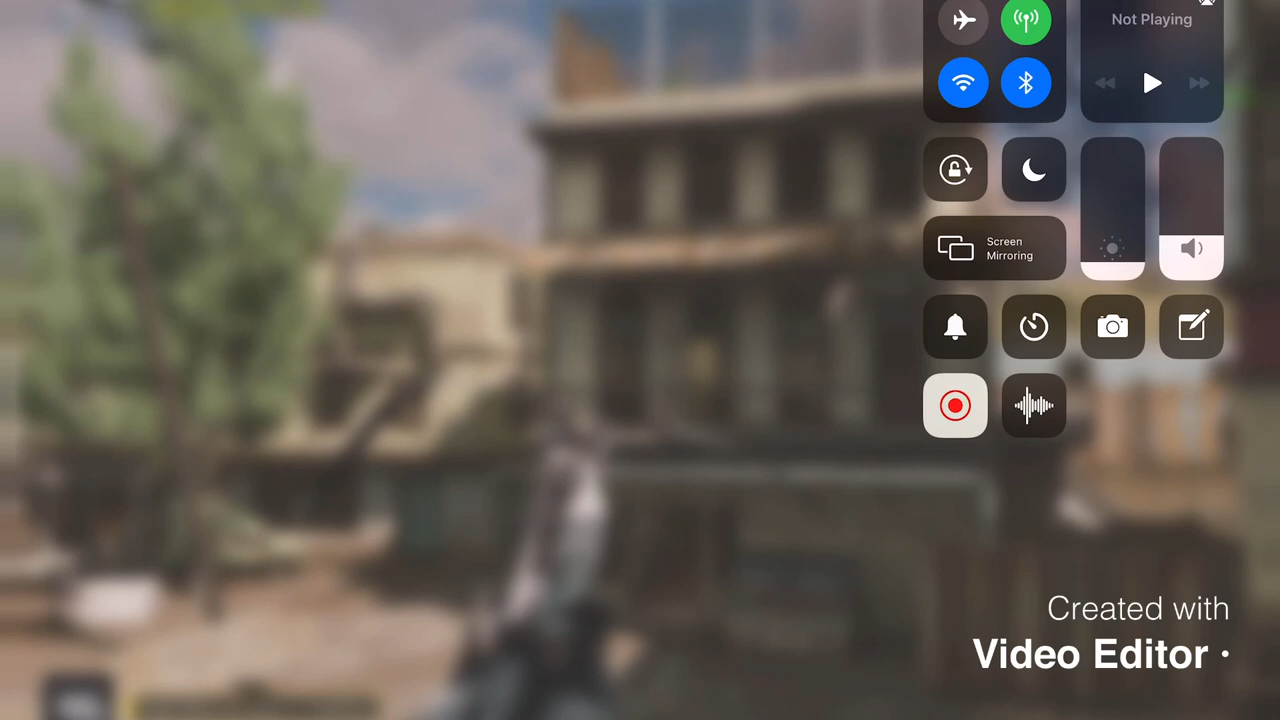 Not Playing
Screen
Mirroring
Created with
Video Editor ·